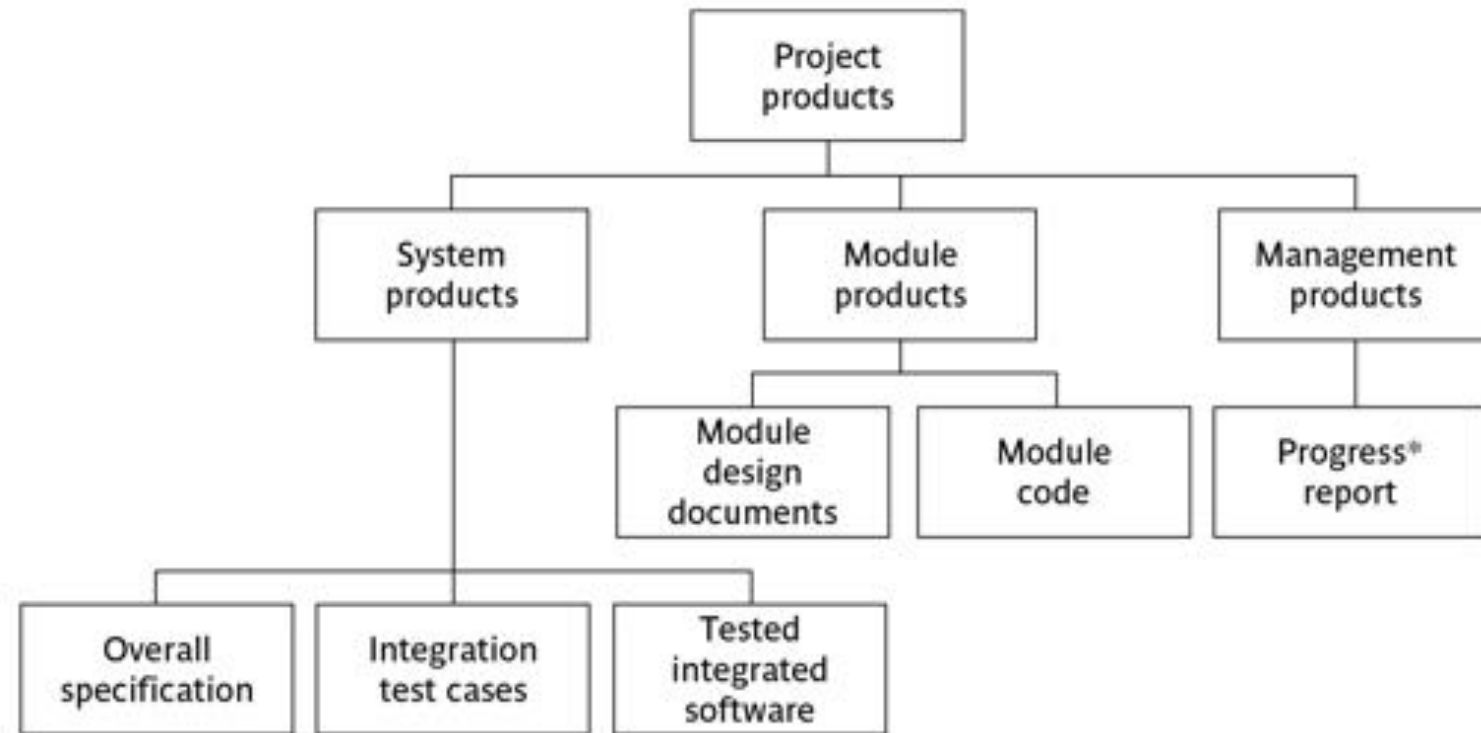 Project
products
System
products
Module
products
Management
products
Module
design
documents
Module
code
Progress*
report
Overall
specification
Integration
test cases
Tested
integrated
software